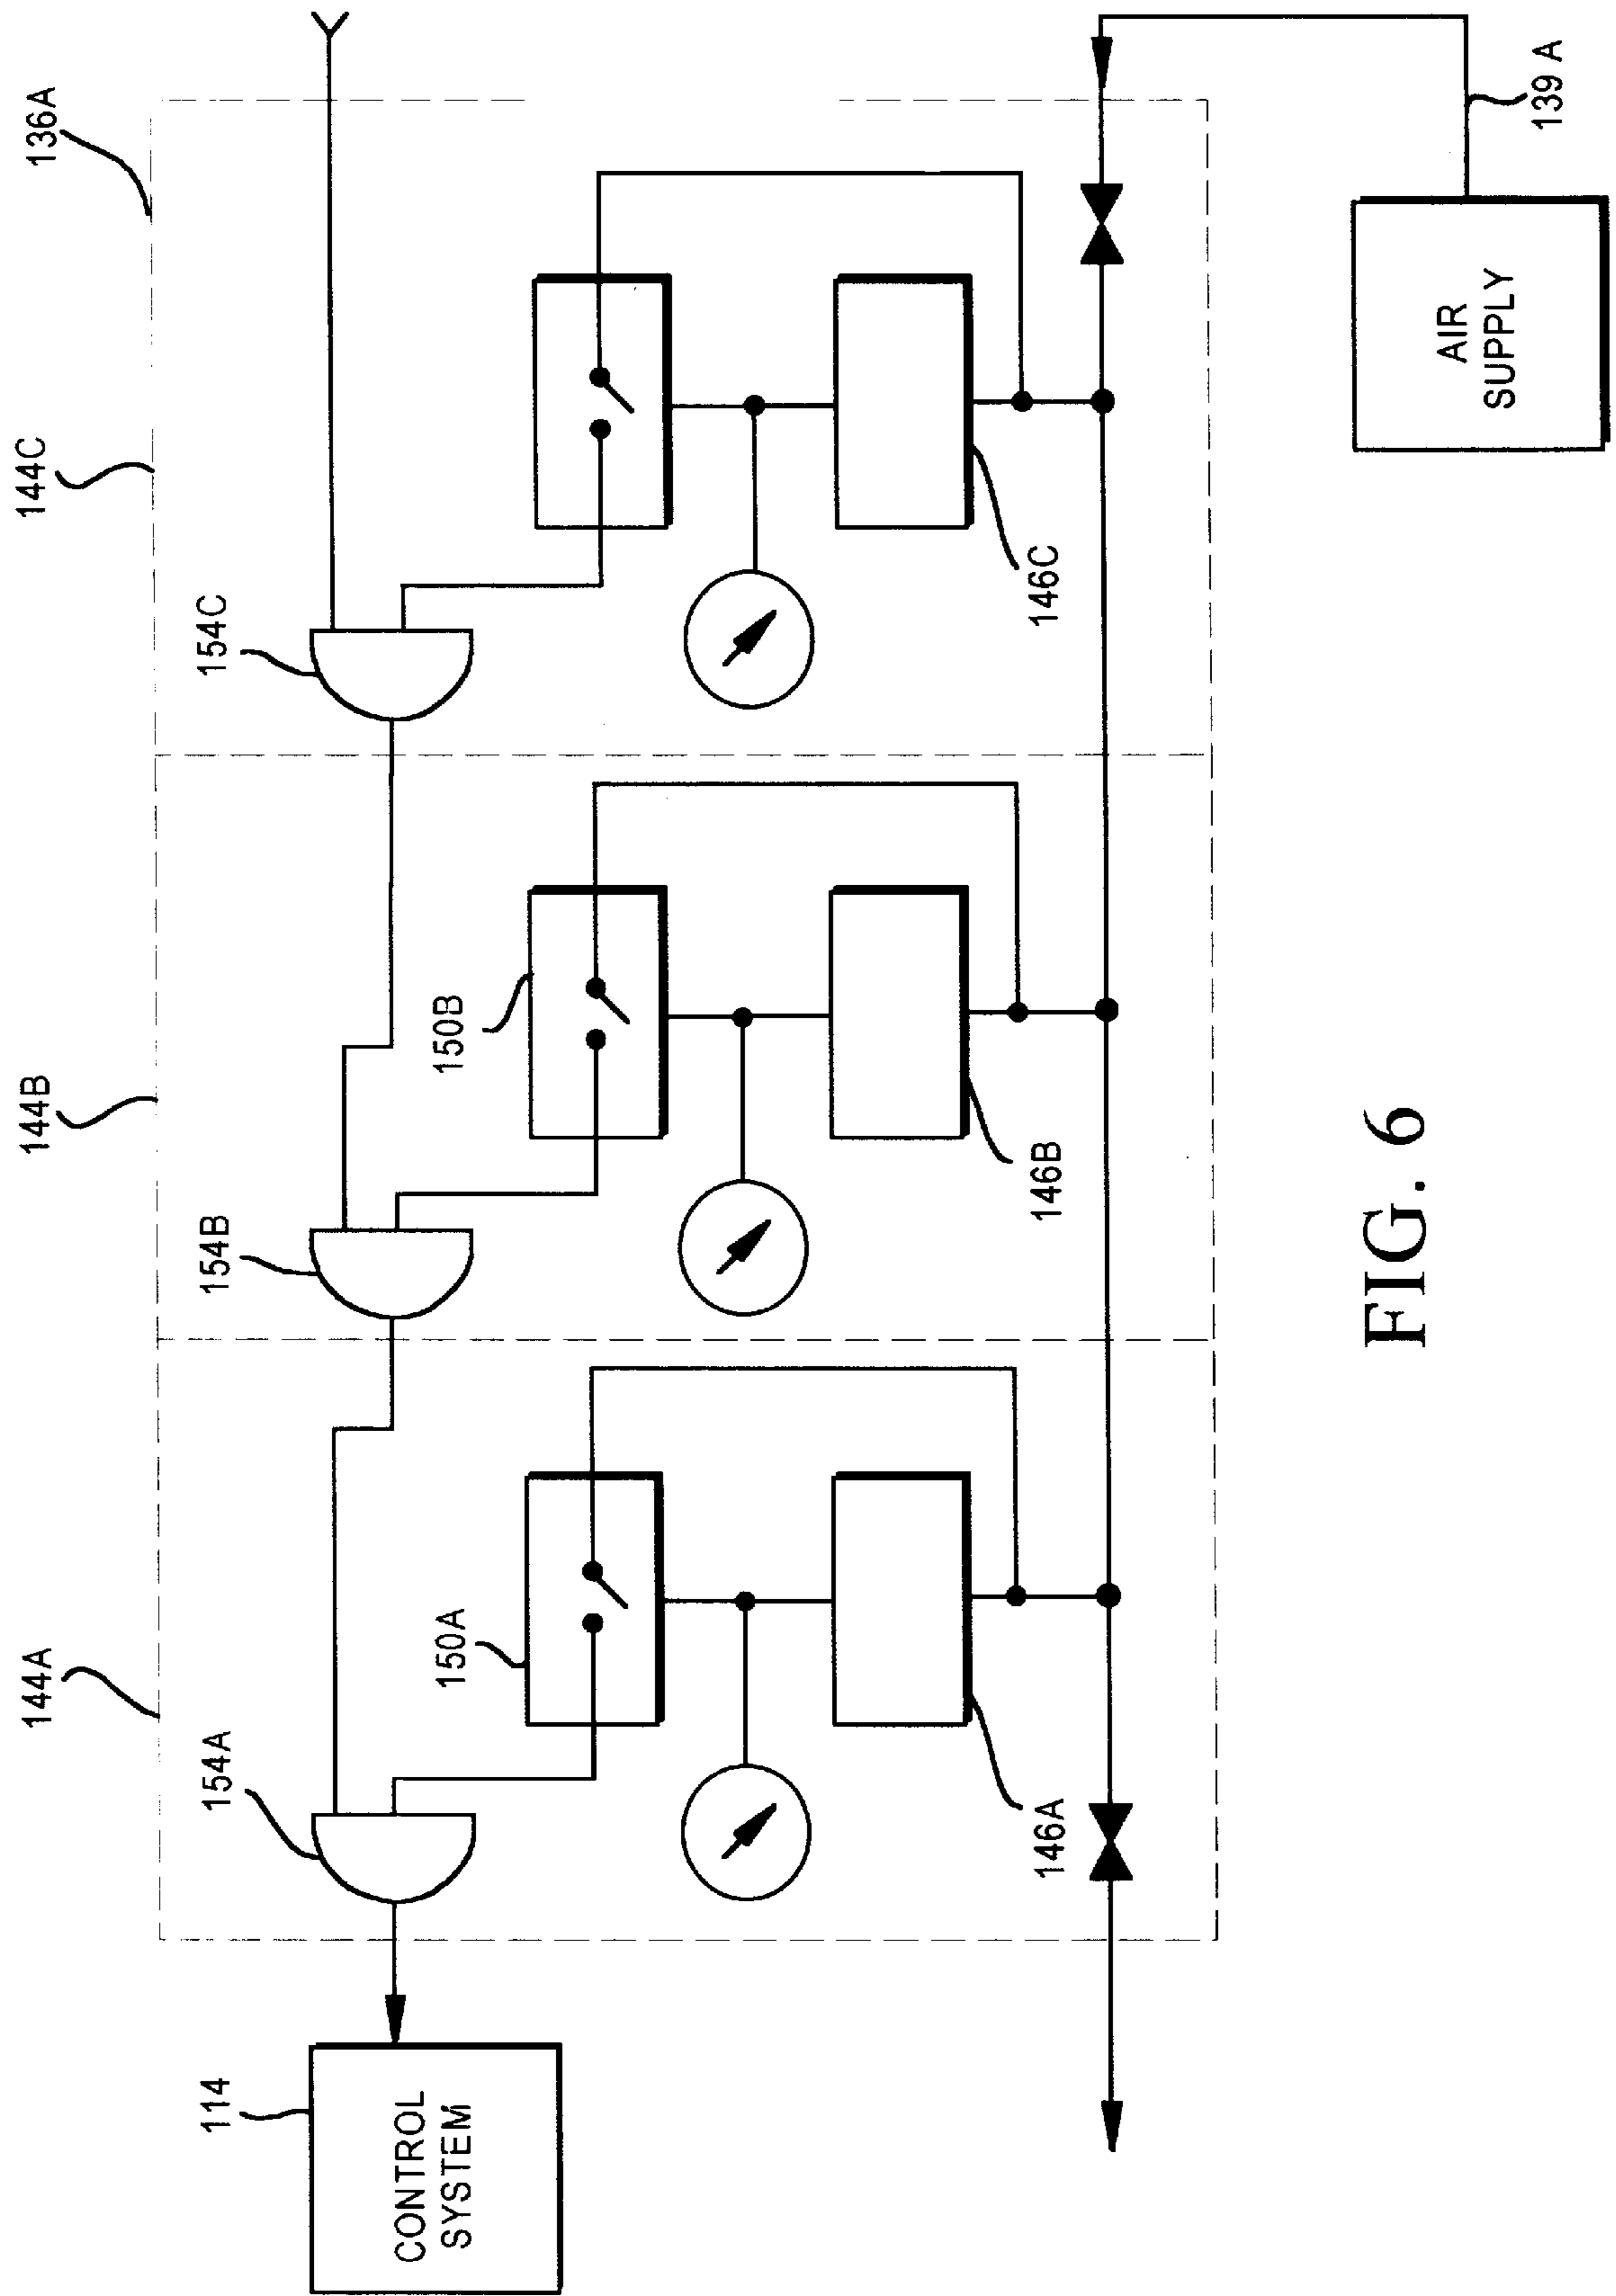 136A
144C
144B
144A
154C
154B
154A
150B
150A
114
CONTROL
SYSTEM
146C
146B
146A
139 A
AIR
SUPPLY
FIG. 6